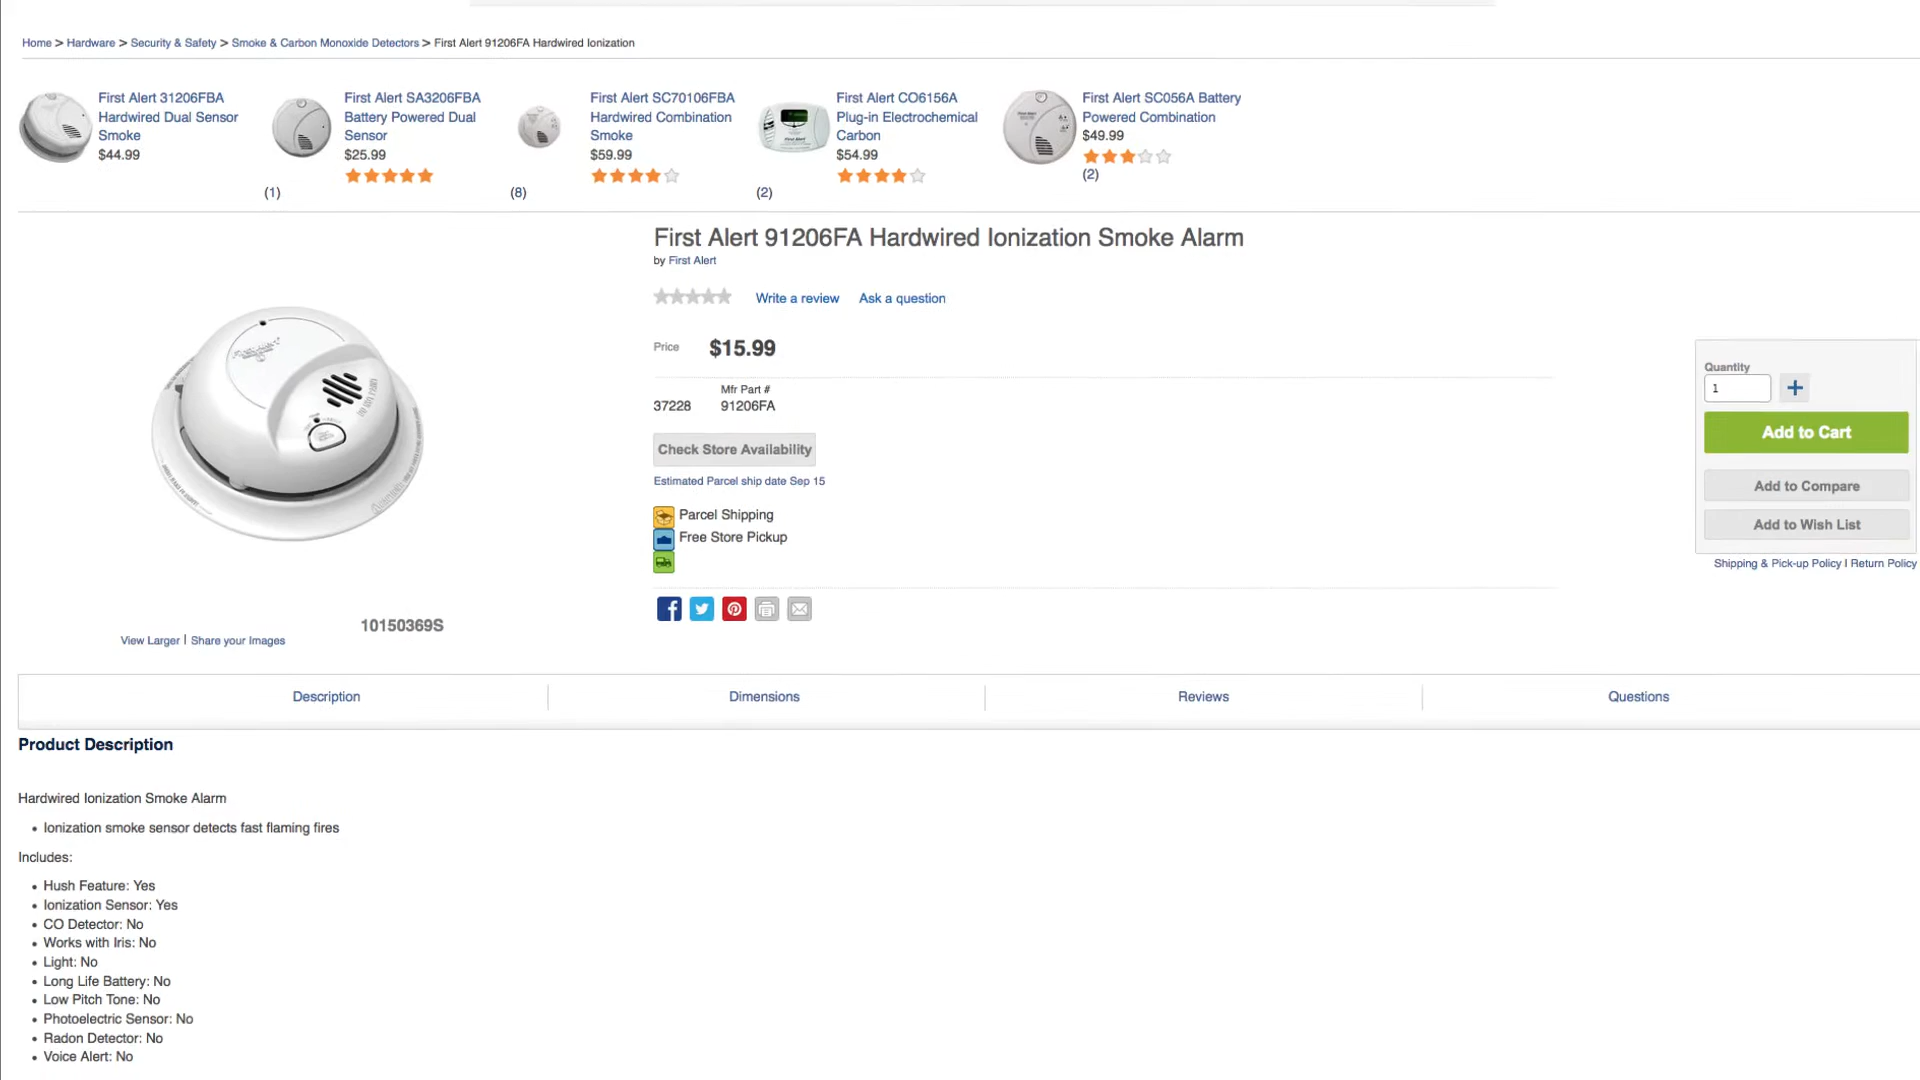 Home > Hardware > Security & Safety > Smoke & Carbon Monoxide Detectors > First Alert 91206FA Hardwired Ionization
First Alert 31206FBA
Hardwired Dual Sensor
Smoke
$44.99
First Alert SA3206FBA
Battery Powered Dual
Sensor
$25.99
(1)
First Alert SC70106FBA
Hardwired Combination
Smoke
$59.99
(8)
First Alert CO6156A
Plug-in Electrochemical
Carbon
$54.99
(2)
First Alert SC056A Battery
Powered Combination
$49.99
(2)
First Alert 91206FA Hardwired Ionization Smoke Alarm
by First Alert
Write a review Ask a question
Price $15.99
Mfr Part #
37228 91206FA
Check Store Availability
Estimated Parcel ship date Sep 15
Parcel Shipping
Free Store Pickup
Quantity
1
Add to Cart
Add to Compare
Add to Wish List
Shipping & Pick-up Policy | Return Policy
10150369S
View Larger | Share your Images
Description Dimensions Reviews Questions
Product Description
Hardwired Ionization Smoke Alarm
• Ionization smoke sensor detects fast flaming fires
Includes:
• Hush Feature: Yes
• Ionization Sensor: Yes
• CO Detector: No
• Works with Iris: No
• Light: No
• Long Life Battery: No
• Low Pitch Tone: No
• Photoelectric Sensor: No
• Radon Detector: No
• Voice Alert: No